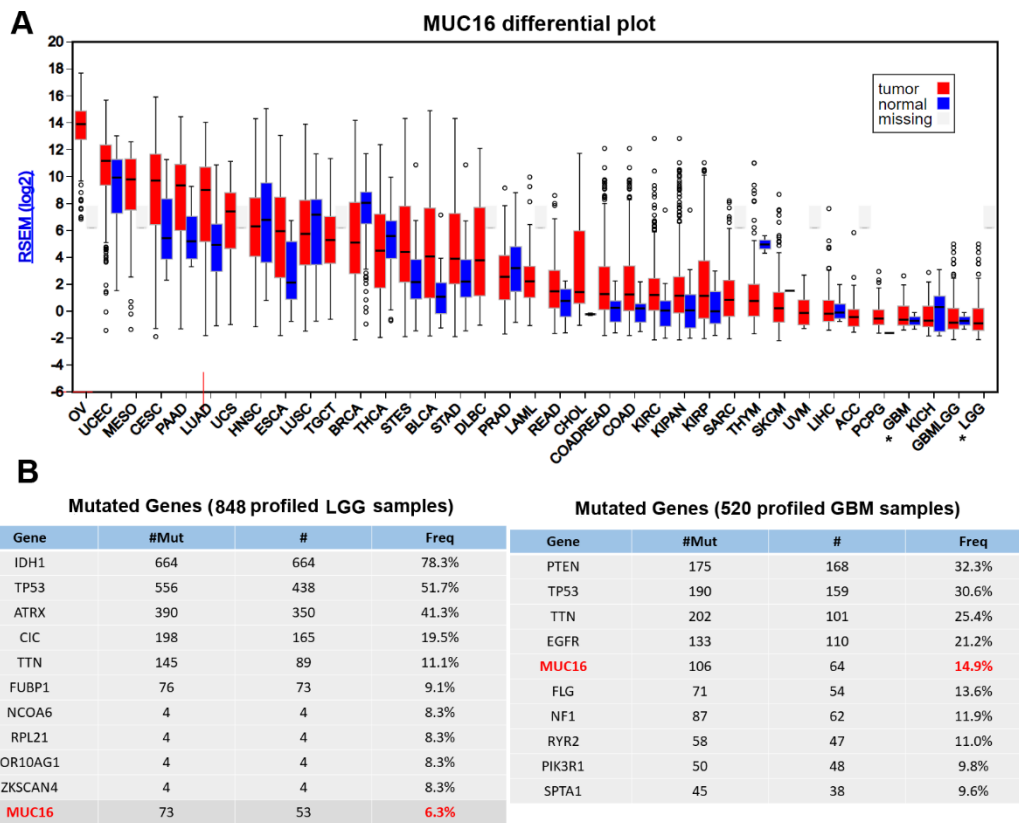 A
MUC16 differential plot
RSEM (log2)
20
18
16
14
12
10
8
6
4
2
0
-2
-4
-6
tumor
normal
missing
OV
UCEC
MESO
CESC
PAAD
LUAD
UCS
HNSC
ESCA
LUSC
TGCT
BRCA
THCA
STES
BLCA
STAD
DLBC
PRAD
LAML
READ
CHOL
COADREAD
COAD
KIRC
KIPAN
KIRP
SARC
THYM
SKCM
UVM
LIHC
ACC
PCPG
* GBM
KICH
GBMLGG
* LGG
B
Mutated Genes (848 profiled LGG samples)
Gene #Mut # Freq
IDH1 664 664 78.3%
TP53 556 438 51.7%
ATRX 390 350 41.3%
CIC 198 165 19.5%
TTN 145 89 11.1%
FUBP1 76 73 9.1%
NCOA6 4 4 8.3%
RPL21 4 4 8.3%
OR10AG1 4 4 8.3%
ZKSCAN4 4 4 8.3%
MUC16 73 53 6.3%
Mutated Genes (520 profiled GBM samples)
Gene #Mut # Freq
PTEN 175 168 32.3%
TP53 190 159 30.6%
TTN 202 101 25.4%
EGFR 133 110 21.2%
MUC16 106 64 14.9%
FLG 71 54 13.6%
NF1 87 62 11.9%
RYR2 58 47 11.0%
PIK3R1 50 48 9.8%
SPTA1 45 38 9.6%